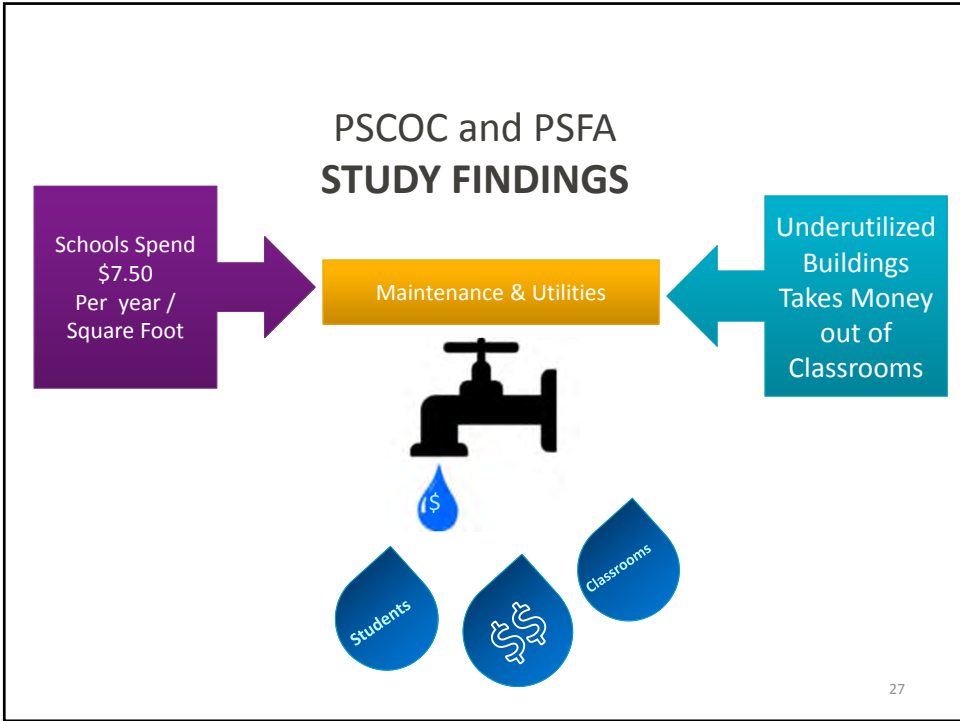 PSCOC and PSFA
STUDY FINDINGS
Schools Spend
$7.50
Per year /
Square Foot
Maintenance & Utilities
Underutilized
Buildings
Takes Money
out of
Classrooms
$
Students
$$
Classrooms
27